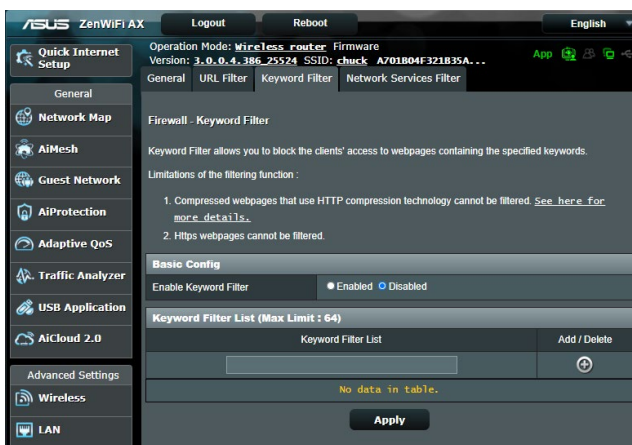 ASUS ZenWiFi AX Logout Reboot English
Operation Mode: Wireless router Firmware
Version: 3.0.0.4.386_25524 SSID: chuck A701B04F321B35A... App
General URL Filter Keyword Filter Network Services Filter
Quick Internet
Setup
General
Network Map
AiMesh
Guest Network
AiProtection
Adaptive QoS
Traffic Analyzer
USB Application
AiCloud 2.0
Advanced Settings
Wireless
LAN
Firewall - Keyword Filter
Keyword Filter allows you to block the clients' access to webpages containing the specified keywords.
Limitations of the filtering function :
1. Compressed webpages that use HTTP compression technology cannot be filtered. See here for
more details.
2. Https webpages cannot be filtered.
Basic Config
Enable Keyword Filter Enabled Disabled
Keyword Filter List (Max Limit : 64)
Keyword Filter List Add / Delete
No data in table.
Apply